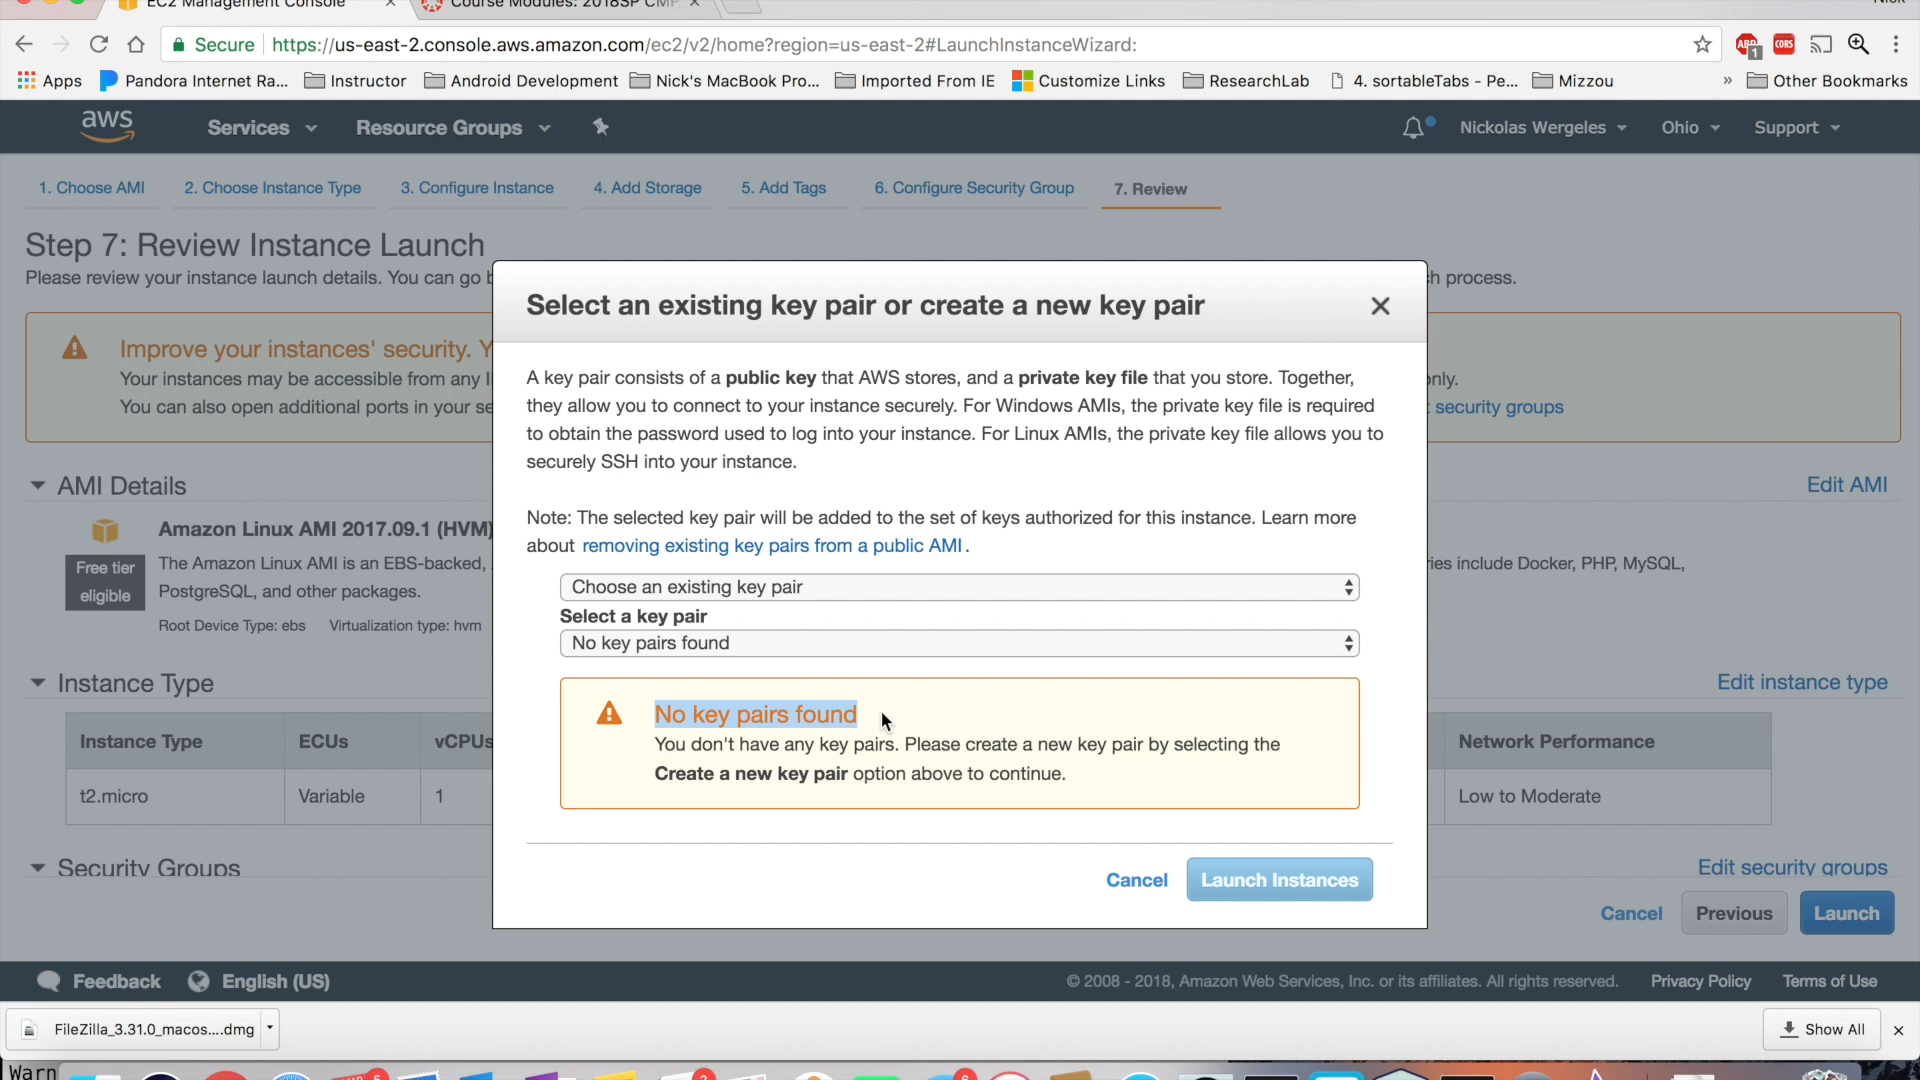 EC2 Management Console
Course Modules: 2018SP CMP
Nick
Secure
https://us-east-2.console.aws.amazon.com/ec2/v2/home?region=us-east-2#LaunchInstanceWizard:
ABP
1
CORS
Apps
Pandora Internet Ra...
Instructor
Android Development
Nick's MacBook Pro...
Imported From IE
Customize Links
ResearchLab
4. sortableTabs - Pe...
Mizzou
»
Other Bookmarks
aws
Services
Resource Groups
Nickolas Wergeles
Ohio
Support
1. Choose AMI
2. Choose Instance Type
3. Configure Instance
4. Add Storage
5. Add Tags
6. Configure Security Group
7. Review
Step 7: Review Instance Launch
Please review your instance launch details. You can go b
h process.
Improve your instances' security. Y
Your instances may be accessible from any I
only.
You can also open additional ports in your se
security groups
Select an existing key pair or create a new key pair
A key pair consists of a public key that AWS stores, and a private key file that you store. Together,
they allow you to connect to your instance securely. For Windows AMIs, the private key file is required
to obtain the password used to log into your instance. For Linux AMIs, the private key file allows you to
securely SSH into your instance.
Note: The selected key pair will be added to the set of keys authorized for this instance. Learn more
about removing existing key pairs from a public AMI.
Choose an existing key pair
Select a key pair
No key pairs found
No key pairs found
You don't have any key pairs. Please create a new key pair by selecting the
Create a new key pair option above to continue.
Cancel
Launch Instances
AMI Details
Edit AMI
Amazon Linux AMI 2017.09.1 (HVM)
Free tier
eligible
The Amazon Linux AMI is an EBS-backed,
ries include Docker, PHP, MySQL,
PostgreSQL, and other packages.
Root Device Type: ebs
Virtualization type: hvm
Instance Type
Edit instance type
Instance Type
ECUs
vCPUs
Network Performance
t2.micro
Variable
1
Low to Moderate
Security Groups
Edit security groups
Cancel
Previous
Launch
Feedback
English (US)
© 2008 - 2018, Amazon Web Services, Inc. or its affiliates. All rights reserved.
Privacy Policy
Terms of Use
FileZilla_3.31.0_macos....dmg
Show All
Warn
5
2
6